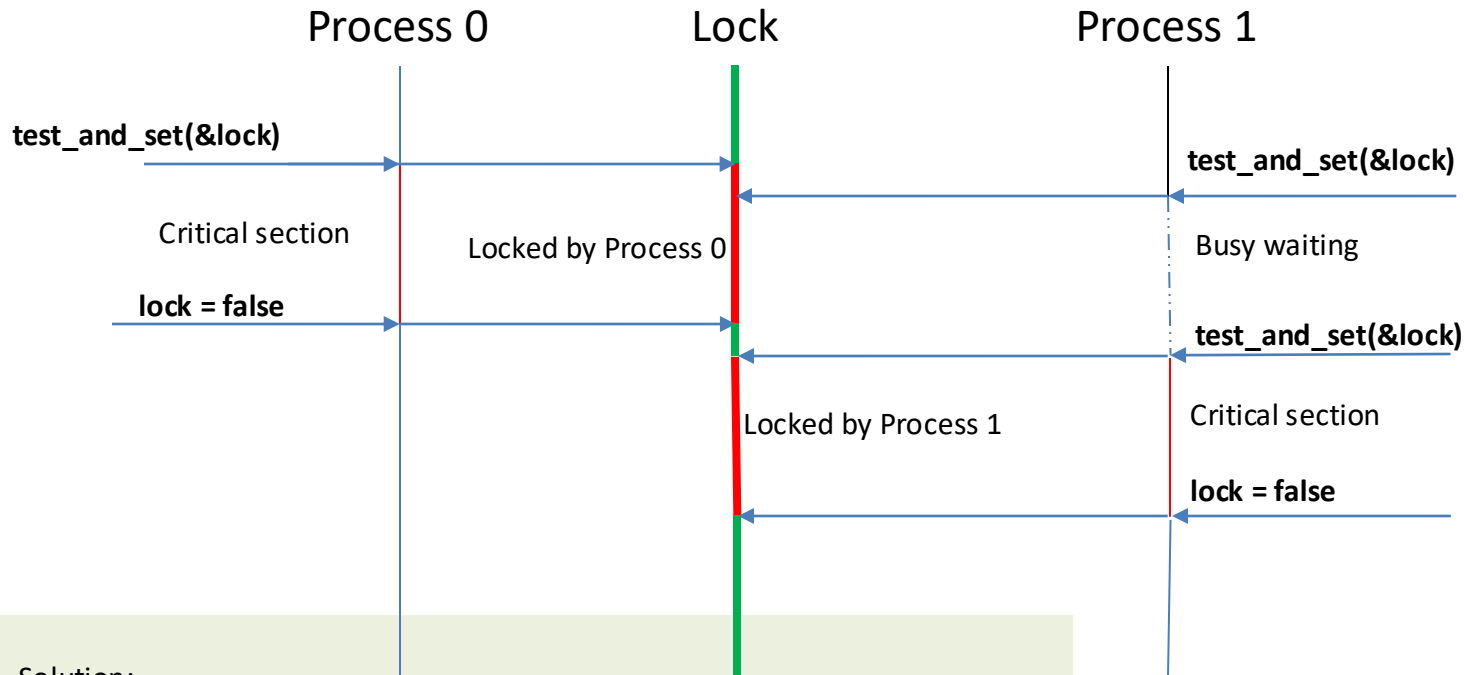 Process 0
Lock
Process 1
test_and_set(&lock)
test_and_set(&lock)
Critical section
Locked by Process 0
Busy waiting
lock = false
test_and_set(&lock)
Locked by Process 1
Critical section
lock = false
Solution: